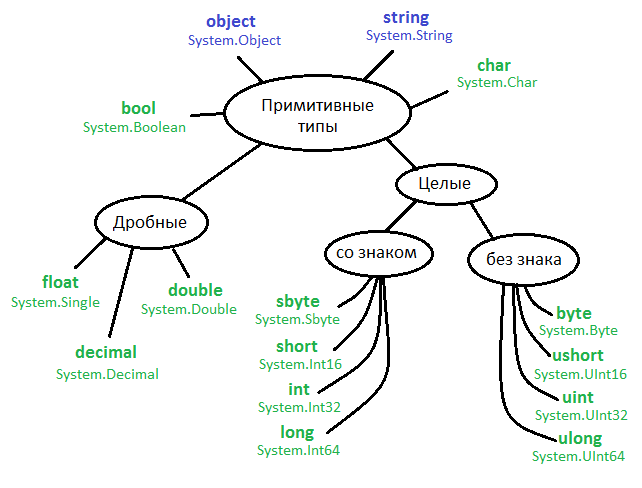 object
System.Object
string
System.String
char
System.Char
bool
System.Boolean
Примитивные
типы
Целые
Дробные
float
System.Single
double
System.Double
decimal
System.Decimal
со знаком
sbyte
System.Sbyte
short
System.Int16
int
System.Int32
long
System.Int64
без знака
byte
System.Byte
ushort
System.UInt16
uint
System.UInt32
ulong
System.UInt64